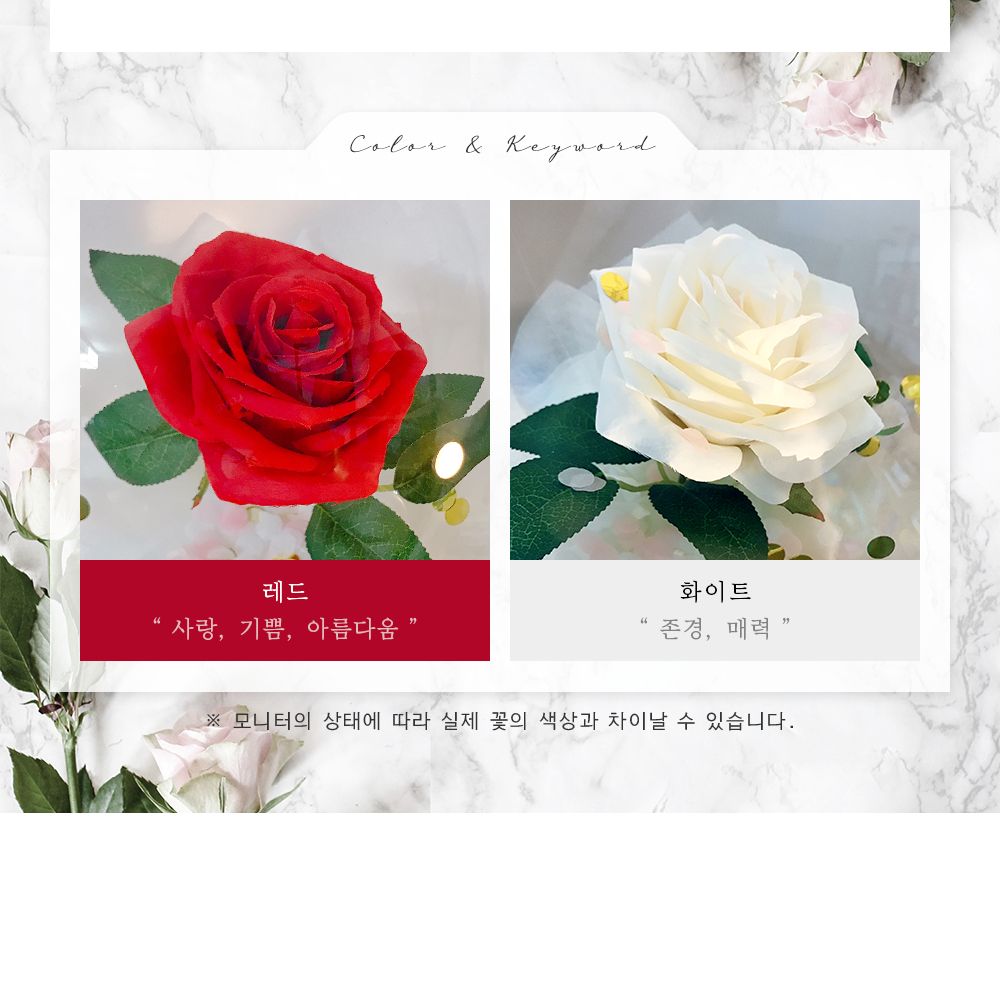 Color & Keyword
레드
“ 사랑, 기쁨, 아름다움 ”
화이트
“ 존경, 매력 ”
※ 모니터의 상태에 따라 실제 꽃의 색상과 차이날 수 있습니다.